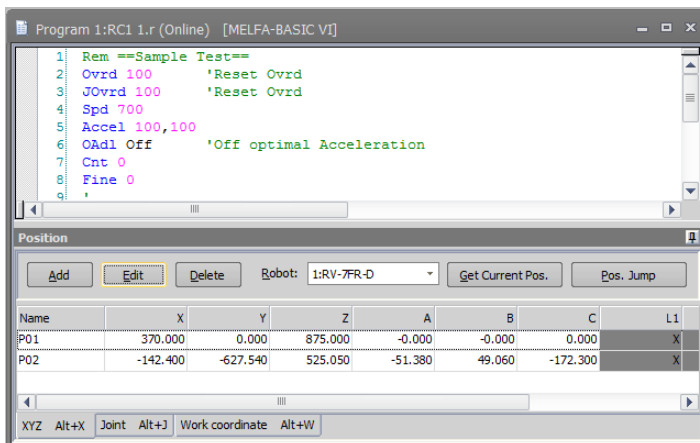 Program 1:RC1 1.r (Online) [MELFA-BASIC VI]
1 Rem ==Sample Test==
2 Ovrd 100 'Reset Ovrd
3 JOvrd 100 'Reset Ovrd
4 Spd 700
5 Accel 100,100
6 OAdl Off 'Off optimal Acceleration
7 Cnt 0
8 Fine 0
9 '
Position
Add Edit Delete Robot: 1:RV-7FR-D Get Current Pos. Pos. Jump
Name X Y Z A B C L1
P01 370.000 0.000 875.000 -0.000 -0.000 0.000 X
P02 -142.400 -627.540 525.050 -51.380 49.060 -172.300 X
XYZ Alt+X Joint Alt+J Work coordinate Alt+W